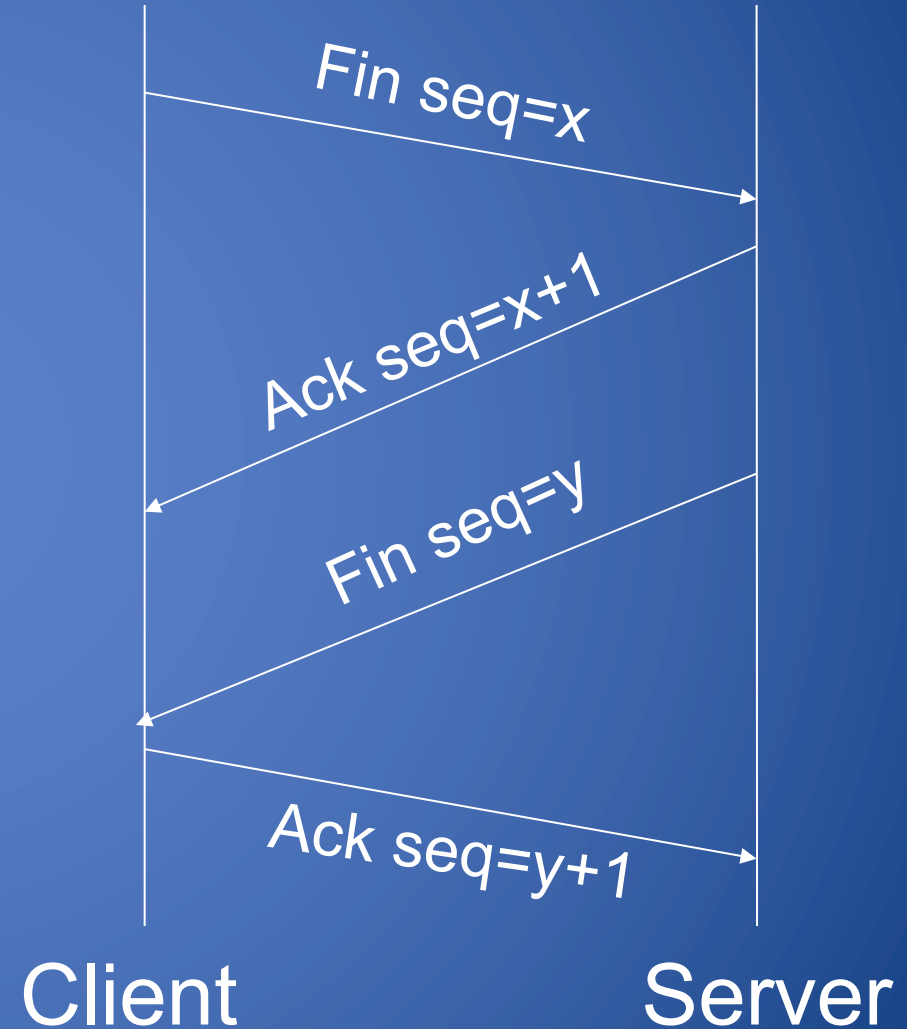 Fin seq=x
Ack seq=x+1
Fin seq=y
Ack seq=y+1
Client
Server